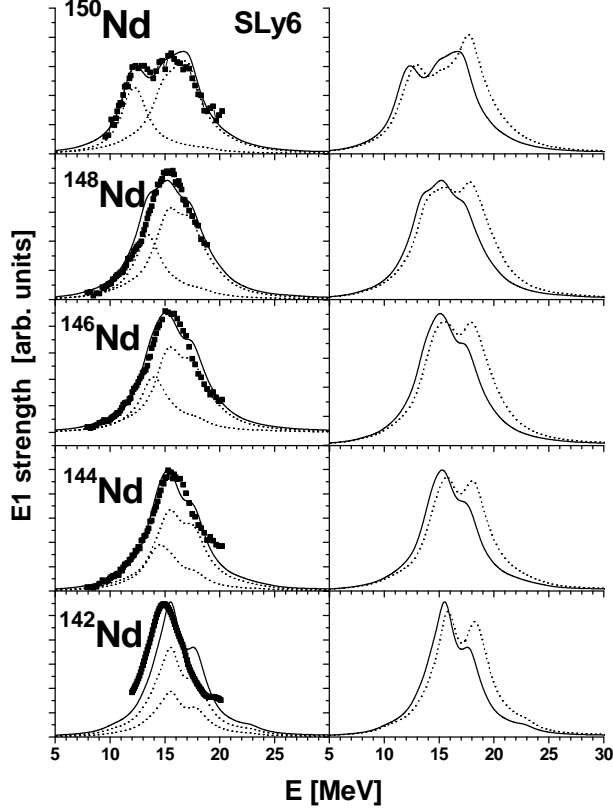 ¹⁵⁰Nd
SLy6
¹⁴⁸Nd
¹⁴⁶Nd
¹⁴⁴Nd
¹⁴²Nd
E1 strength [arb. units]
5 10 15 20 25 5 10 15 20 25 30
E [MeV]